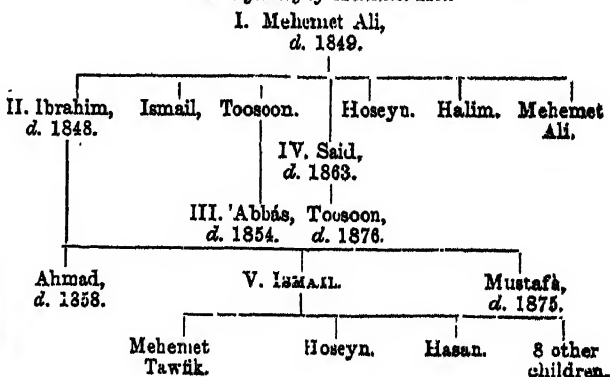 I. Mehemet Ali,
d. 1849.
II. Ibrahim, Ismail, Toosoon. Hoseyn. Halim. Mehemet
d. 1848. Ali.
IV. Said,
d. 1863.
III. 'Abbás, Toosoon,
d. 1854. d. 1876.
Ahmad, V. ISMAIL. Mustafà,
d. 1858. d. 1875.
Mehemet Hoseyn. Hasan. 8 other
Tawfik. children.